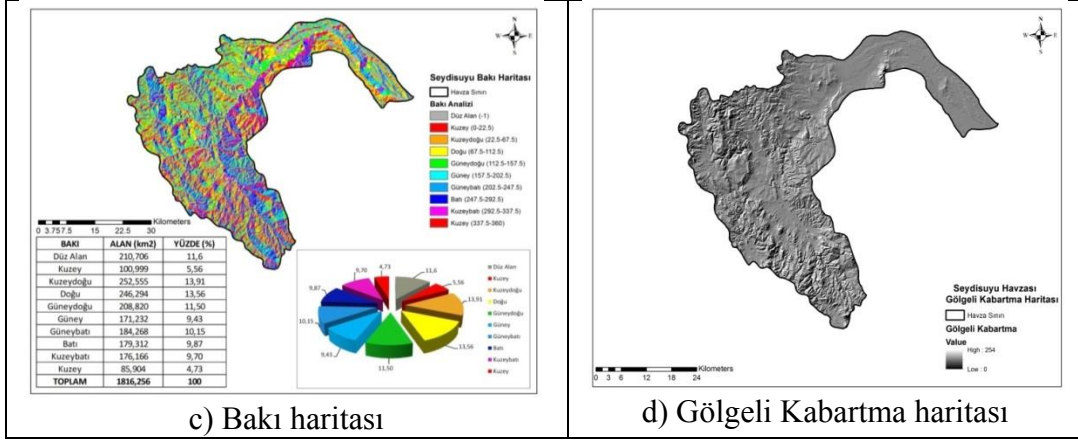 N
W E
S
Seydisuyu Bakı Haritası
Havza Sınırı
Bakı Analizi
Düz Alan (-1)
Kuzey (0-22.5)
Kuzeydoğu (22.5-67.5)
Doğu (67.5-112.5)
Güneydoğu (112.5-157.5)
Güney (157.5-202.5)
Güneybatı (202.5-247.5)
Batı (247.5-292.5)
Kuzeybatı (292.5-337.5)
Kuzey (337.5-360)
Kilometers
0 3.757.5 15 22.5 30
BAKI ALAN (km2) YÜZDE (%)
Düz Alan 210,706 11,6
Kuzey 100,999 5,56
Kuzeydoğu 252,555 13,91
Doğu 246,294 13,56
Güneydoğu 208,820 11,50
Güney 171,232 9,43
Güneybatı 184,268 10,15
Batı 179,312 9,87
Kuzeybatı 176,166 9,70
Kuzey 85,904 4,73
TOPLAM 1816,256 100
9,70 4,73 11,6
5,56
13,91
13,56
11,50
9,43
10,15
9,87
Düz Alan
Kuzey
Kuzeydoğu
Doğu
Güneydoğu
Güney
Güneybatı
Batı
Kuzeybatı
Kuzey
c) Bakı haritası
N
W E
S
Seydisuyu Havzası
Gölgeli Kabartma Haritası
Havza Sınırı
Gölgeli Kabartma
Value
High : 254
Low : 0
Kilometers
0 3 6 12 18 24
d) Gölgeli Kabartma haritası